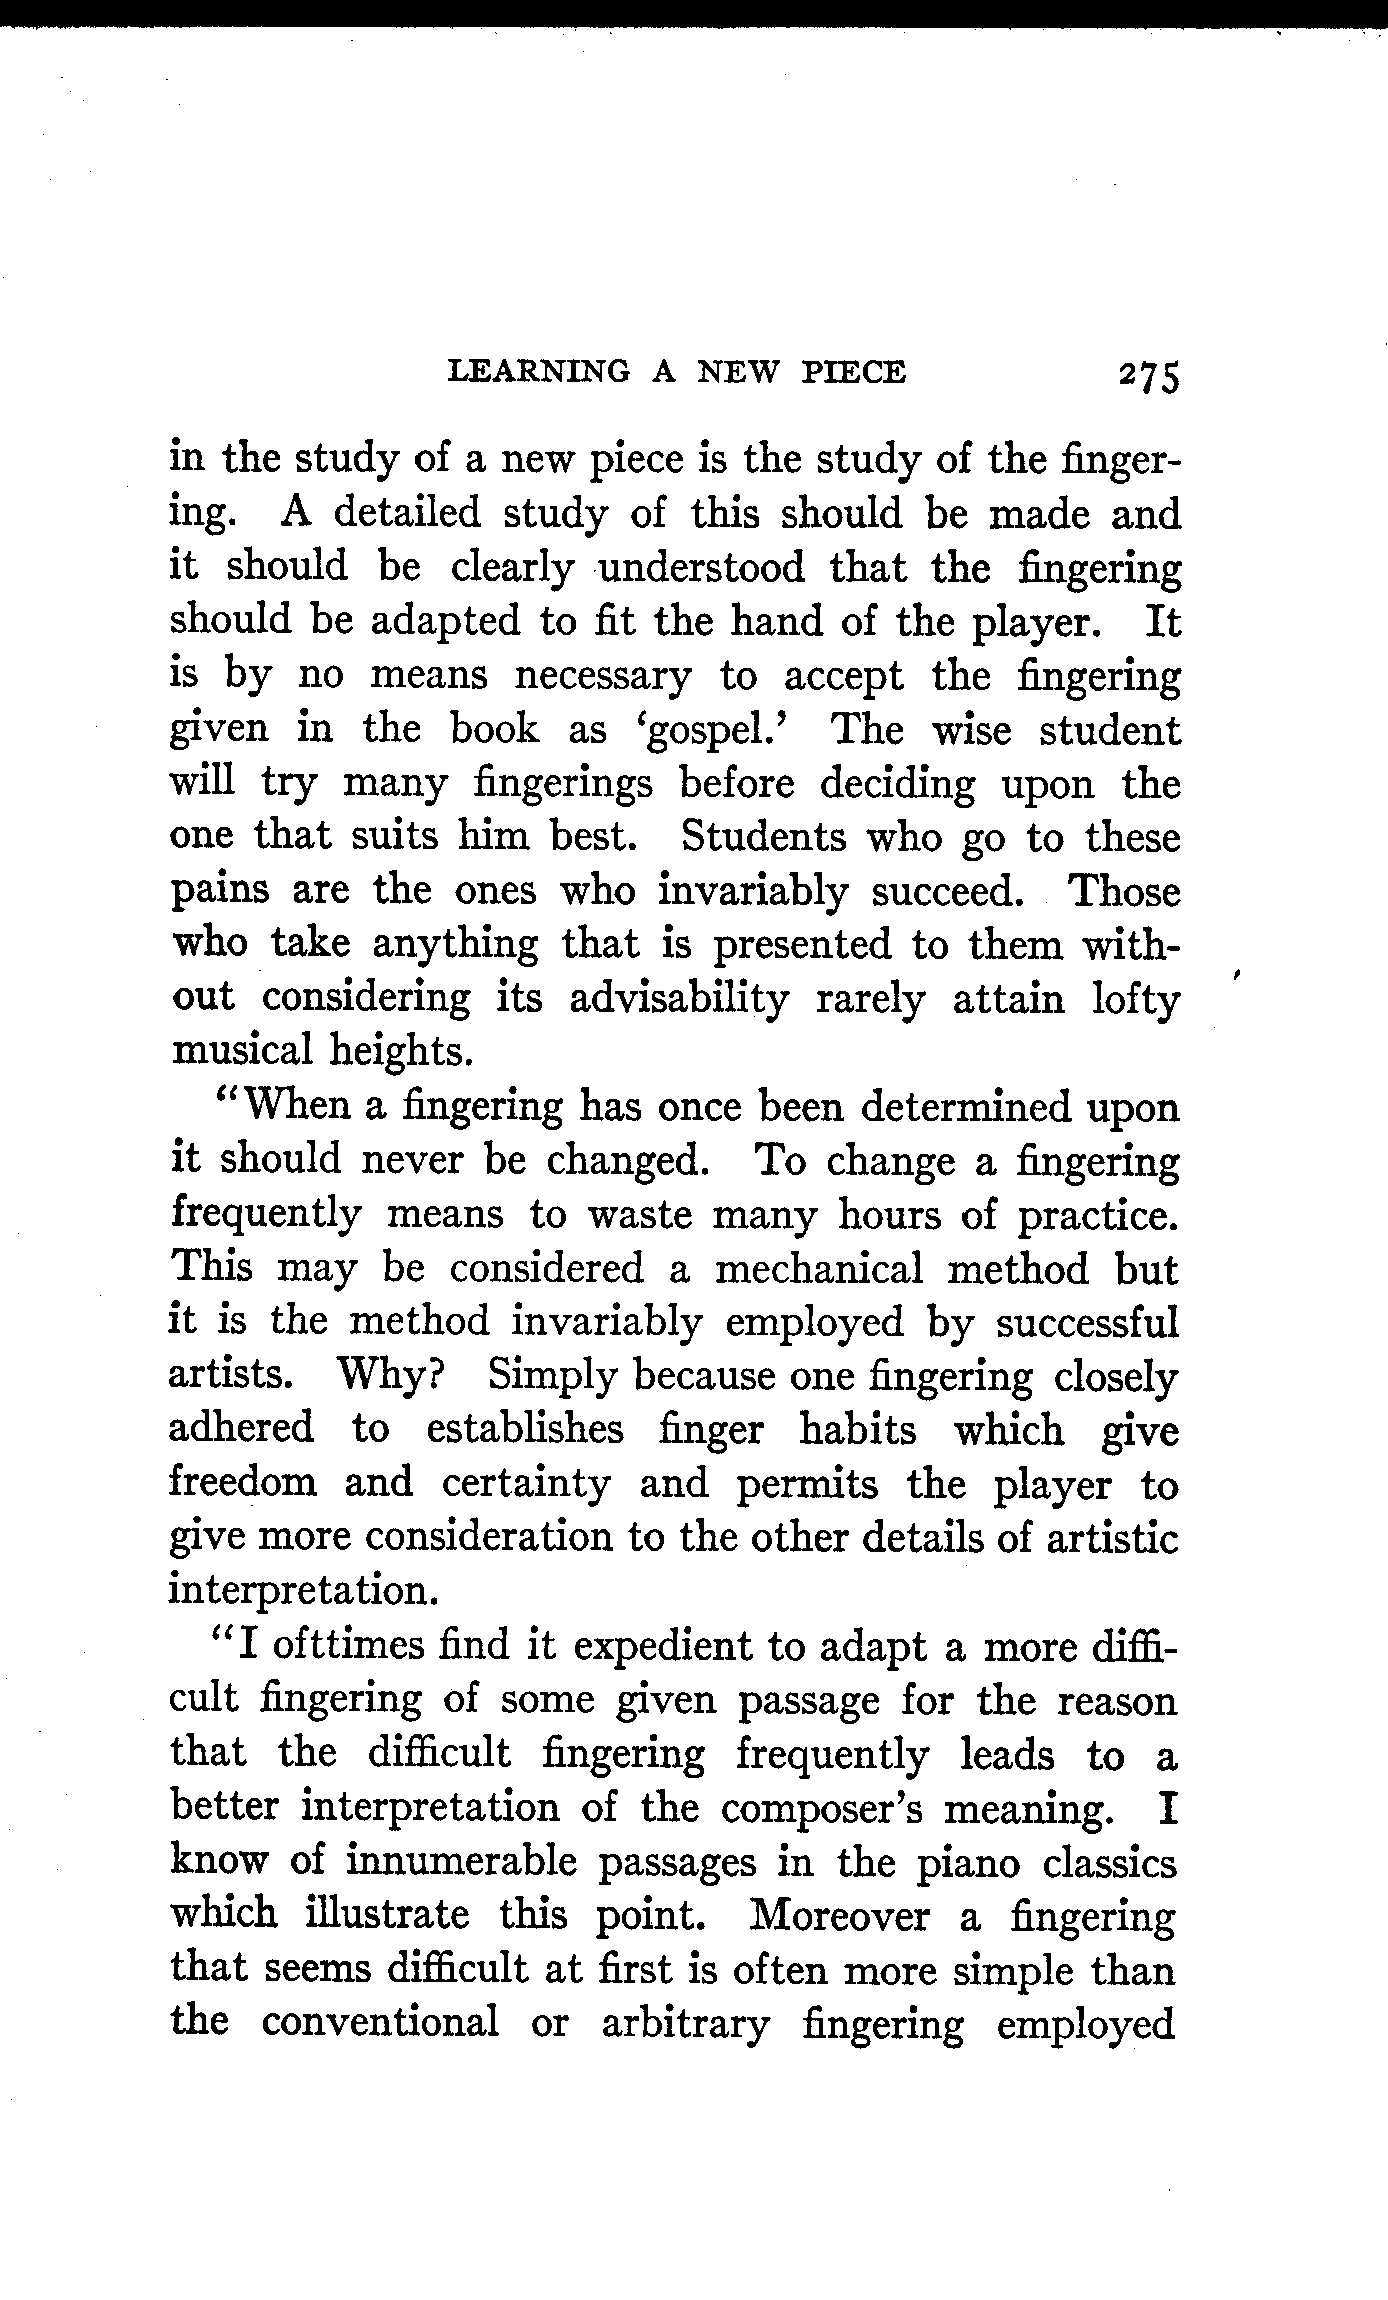 LEARNING A NEW PIECE 275
in the study of a new piece is the study of the finger-
ing. A detailed study of this should be made and
it should be clearly understood that the fingering
should be adapted to fit the hand of the player. It
is by no means necessary to accept the fingering
given in the book as ‘gospel.’ The wise student
will try many fingerings before deciding upon the
one that suits him best. Students who go to these
pains are the ones who invariably succeed. Those
who take anything that is presented to them with-
out considering its advisability rarely attain lofty
musical heights.
“When a fingering has once been determined upon
it should never be changed. To change a fingering
frequently means to waste many hours of practice.
This may be considered a mechanical method but
it is the method invariably employed by successful
artists. Why? Simply because one fingering closely
adhered to establishes finger habits which give
freedom and certainty and permits the player to
give more consideration to the other details of artistic
interpretation.
“I ofttimes find it expedient to adapt a more diffi-
cult fingering of some given passage for the reason
that the difficult fingering frequently leads to a
better interpretation of the composer’s meaning. I
know of innumerable passages in the piano classics
which illustrate this point. Moreover a fingering
that seems difficult at first is often more simple than
the conventional or arbitrary fingering employed